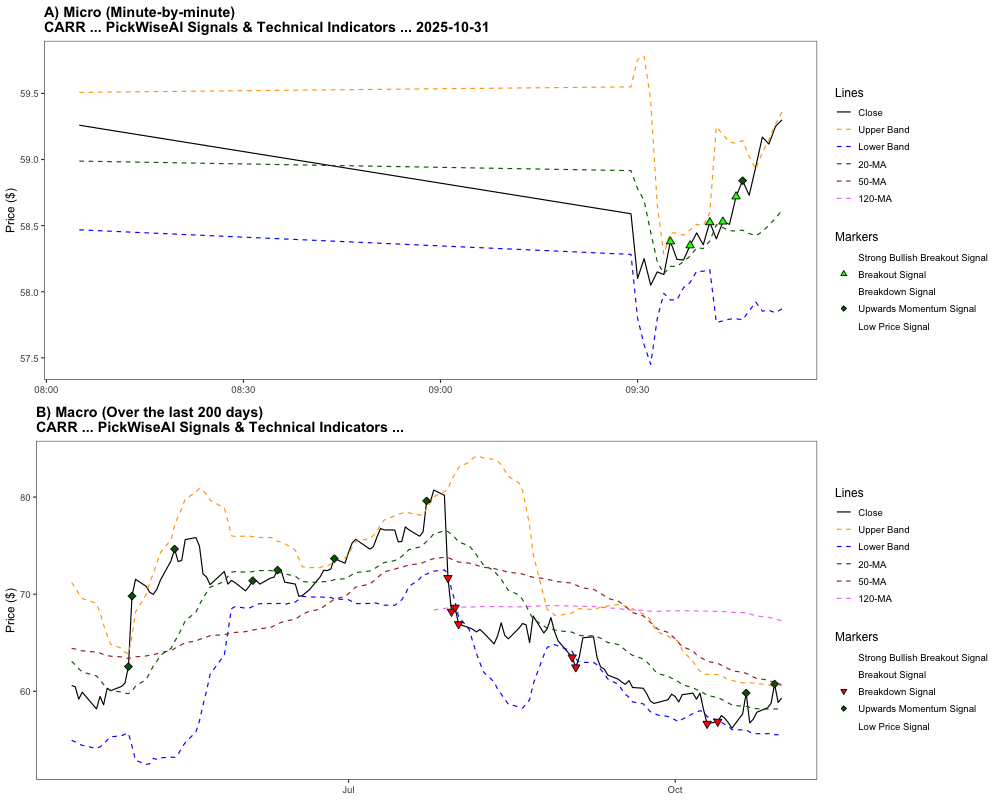 A) Micro (Minute-by-minute)
CARR ... PickWiseAI Signals & Technical Indicators ... 2025-10-31
Price ($)
59.5
59.0
58.5
58.0
57.5
08:00
08:30
09:00
09:30
Lines
Close
Upper Band
Lower Band
20-MA
50-MA
120-MA
Markers
Strong Bullish Breakout Signal
Breakout Signal
Breakdown Signal
Upwards Momentum Signal
Low Price Signal
B) Macro (Over the last 200 days)
CARR ... PickWiseAI Signals & Technical Indicators ...
Price ($)
80
70
60
Jul
Oct
Lines
Close
Upper Band
Lower Band
20-MA
50-MA
120-MA
Markers
Strong Bullish Breakout Signal
Breakout Signal
Breakdown Signal
Upwards Momentum Signal
Low Price Signal